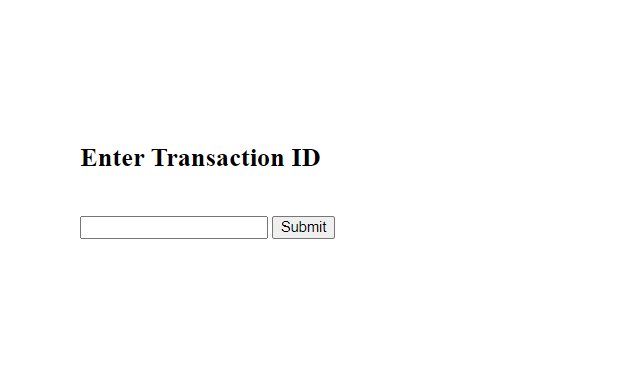 Enter Transaction ID
Submit